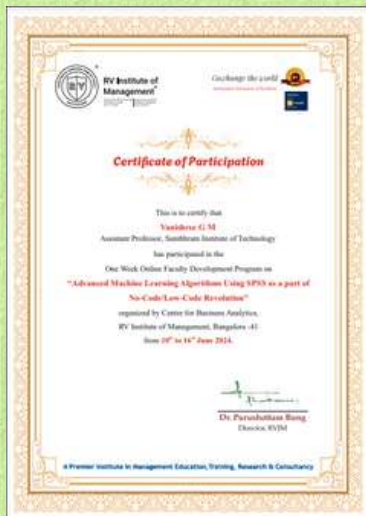 RV Institute of
Management
Go, change the world
Certificate of Participation
This is to certify that
Vanishree G M
Assistant Professor, Sambhram Institute of Technology
has participated in the
One Week Online Faculty Development Program on
"Advanced Machine Learning Algorithms Using SPSS as a part of
No-Code/Low-Code Revolution"
organized by Centre for Business Analytics,
RV Institute of Management, Bangalore -41
from 10th to 16th June 2024.
Dr. Purushottam Bung
Director, RVIM
A Premier Institute in Management Education, Training, Research & Consultancy